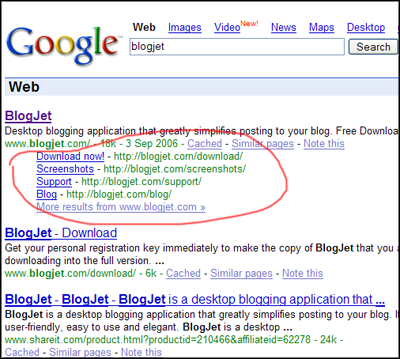 Google
Web Images Video New! News Maps Desktop
blogjet Search
Web
BlogJet
Desktop blogging application that greatly simplifies posting to your blog. Free Downloa
www.blogjet.com/ - 18k - 3 Sep 2006 - Cached - Similar pages - Note this
Download now! - http://blogjet.com/download/
Screenshots - http://blogjet.com/screenshots/
Support - http://blogjet.com/support/
Blog - http://blogjet.com/blog/
More results from www.blogjet.com »
BlogJet - Download
Get your personal registration key immediately to make the copy of BlogJet that you a
downloading into the full version. ...
www.blogjet.com/download/ - 6k - Cached - Similar pages - Note this
BlogJet - BlogJet - BlogJet is a desktop blogging application that ...
BlogJet is a desktop blogging application that greatly simplifies posting to your blog. It
user-friendly, easy to use and elegant. BlogJet is a desktop ...
www.shareit.com/product.html?productid=210466&affiliateid=62278 - 24k -
Cached - Similar pages - Note this